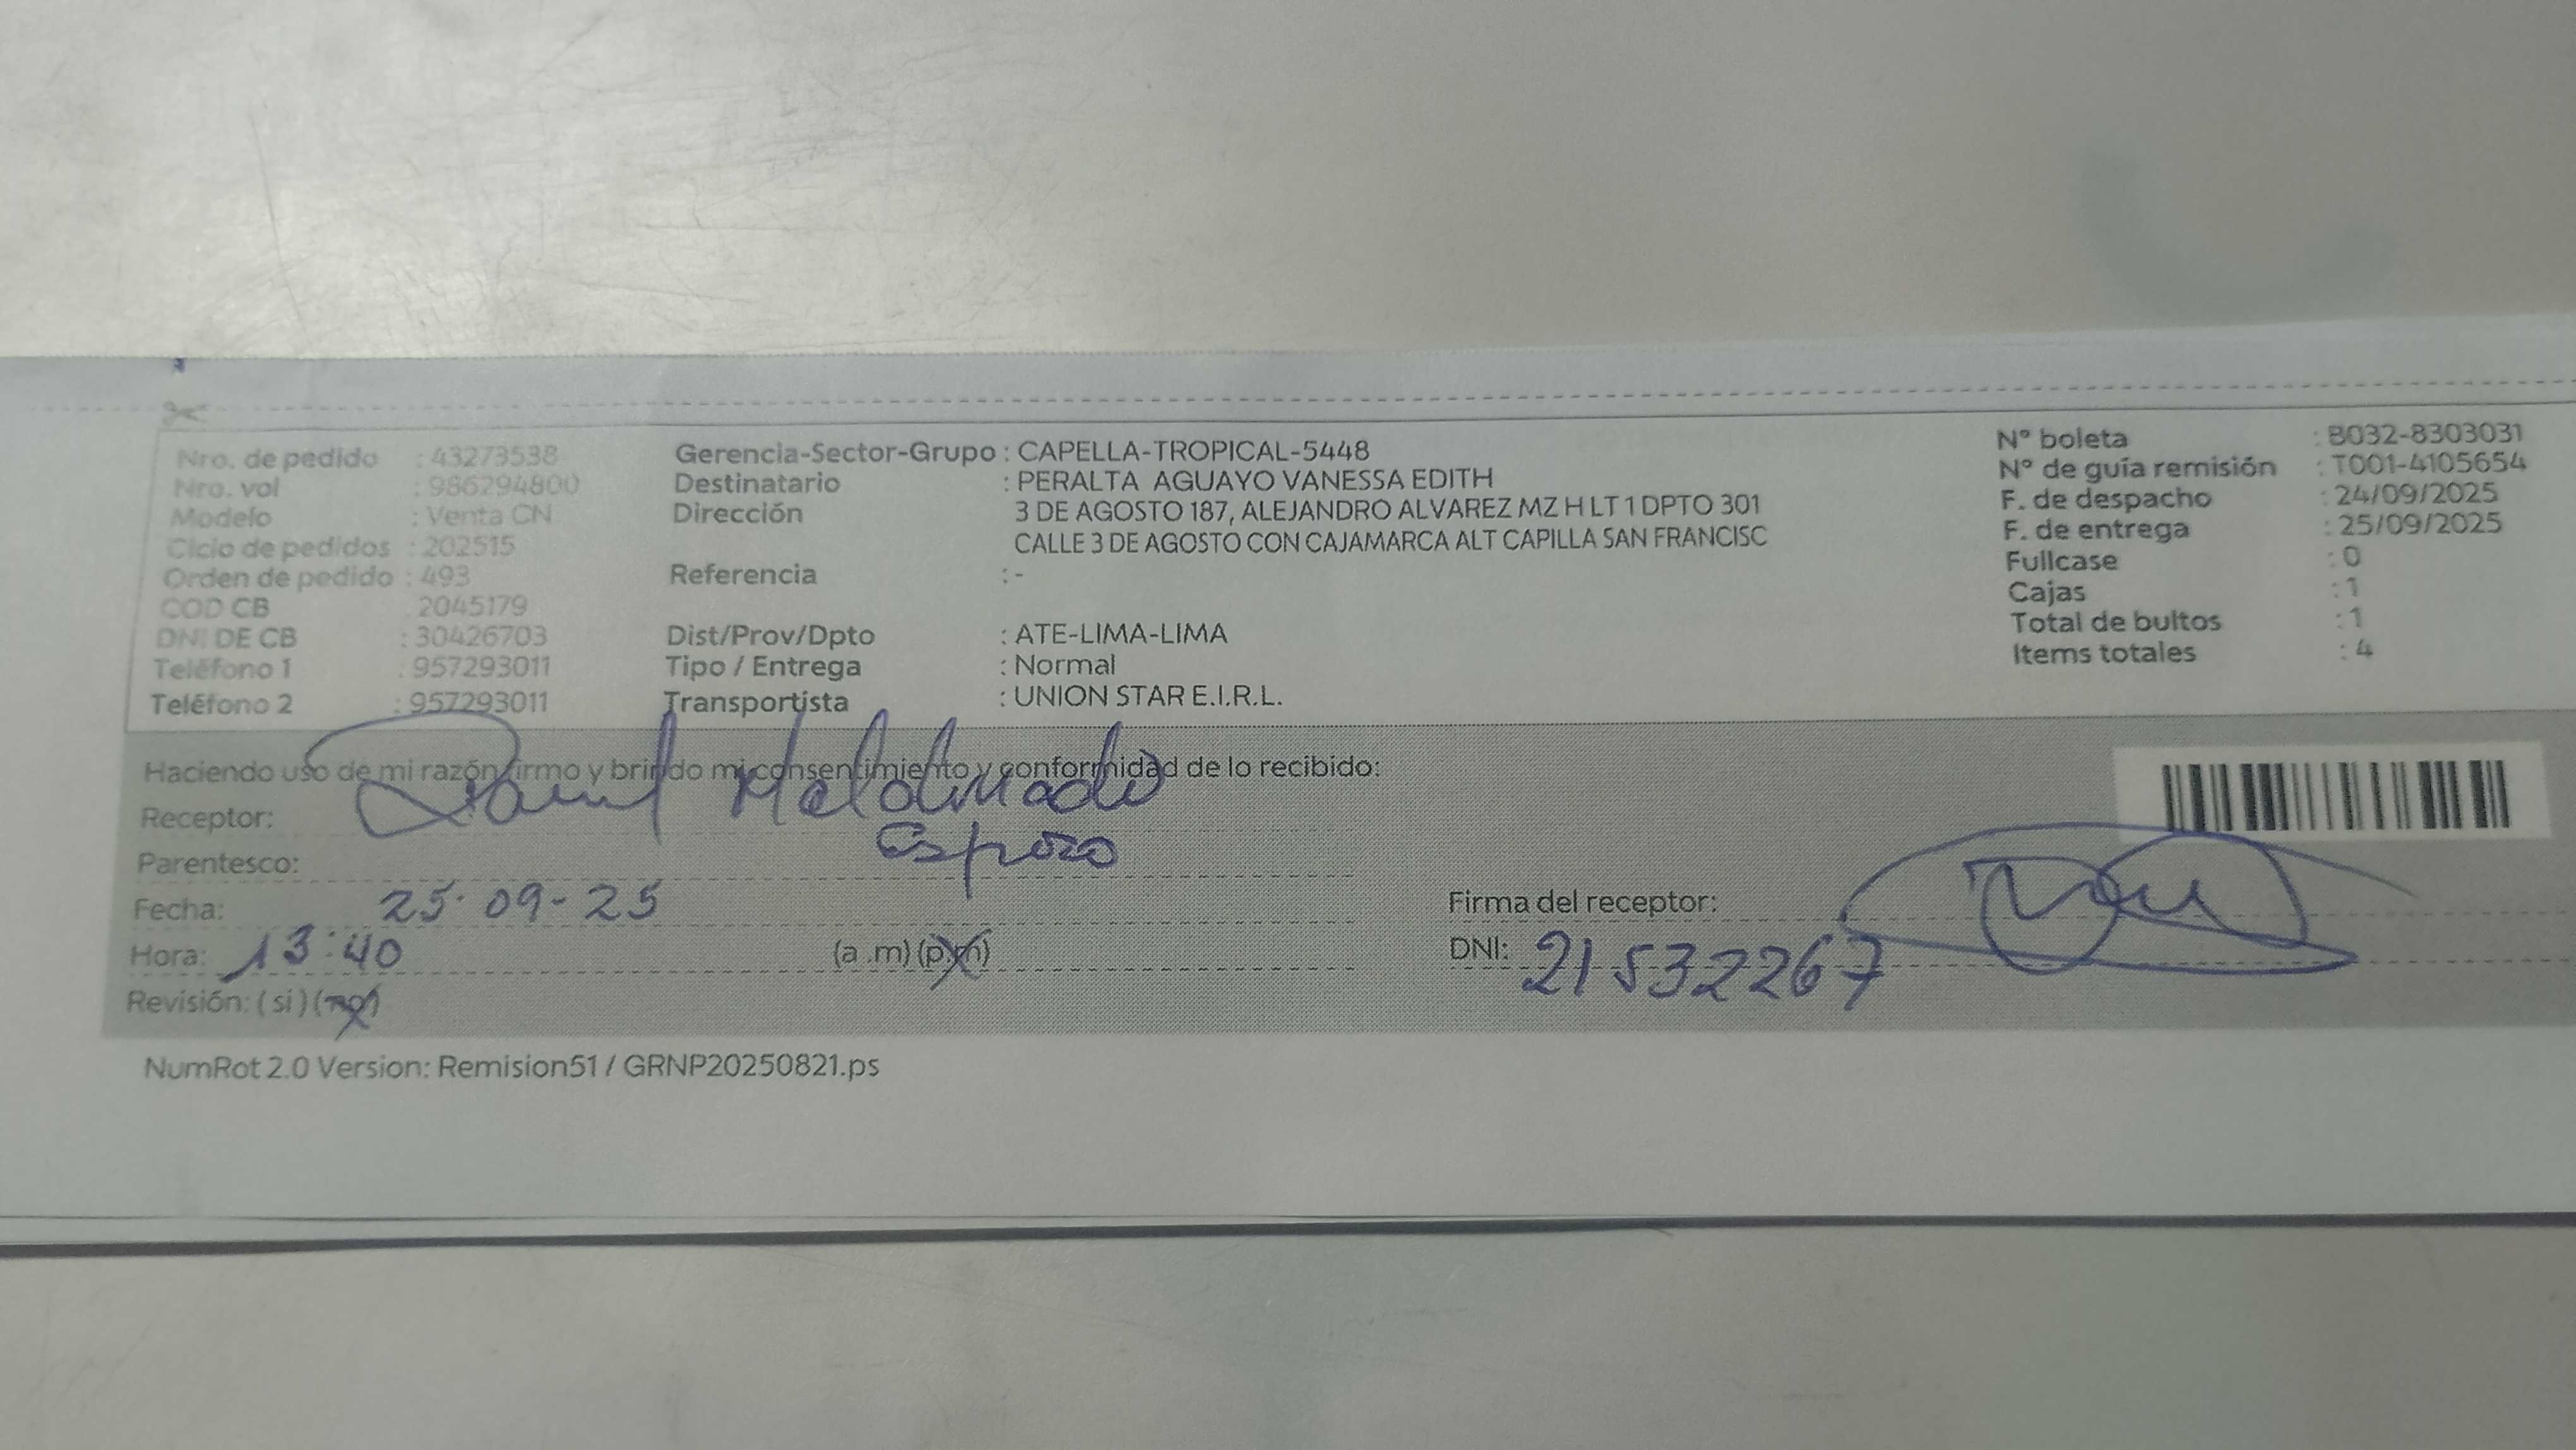 Nro. de pedido : 43273538
Nro. vol : 986294800
Modelo : Venta CN
Ciclo de pedidos : 202515
Orden de pedido : 493
COD CB : 2045179
DNI DE CB : 30426703
Teléfono 1 : 957293011
Teléfono 2 : 957293011
Gerencia-Sector-Grupo : CAPELLA-TROPICAL-5448
Destinatario : PERALTA AGUAYO VANESSA EDITH
Dirección 3 DE AGOSTO 187, ALEJANDRO ALVAREZ MZ H LT 1 DPTO 301
CALLE 3 DE AGOSTO CON CAJAMARCA ALT CAPILLA SAN FRANCISC
Referencia : -
Dist/Prov/Dpto : ATE-LIMA-LIMA
Tipo / Entrega : Normal
Transportista : UNION STAR E.I.R.L.
N° boleta : B032-8303031
N° de guía remisión : T001-4105654
F. de despacho : 24/09/2025
F. de entrega : 25/09/2025
Fullcase : 0
Cajas : 1
Total de bultos : 1
Items totales : 4
Haciendo uso de mi razón firmo y brindo mi consentimiento y conformidad de lo recibido:
Receptor: Maldonado
Parentesco: Esposo
Fecha: 25-09-25
Hora: 13:40 (a .m) (p.m)
Revisión: ( si ) (no)
Firma del receptor:
DNI: 21532267
NumRot 2.0 Version: Remision51 / GRNP20250821.ps